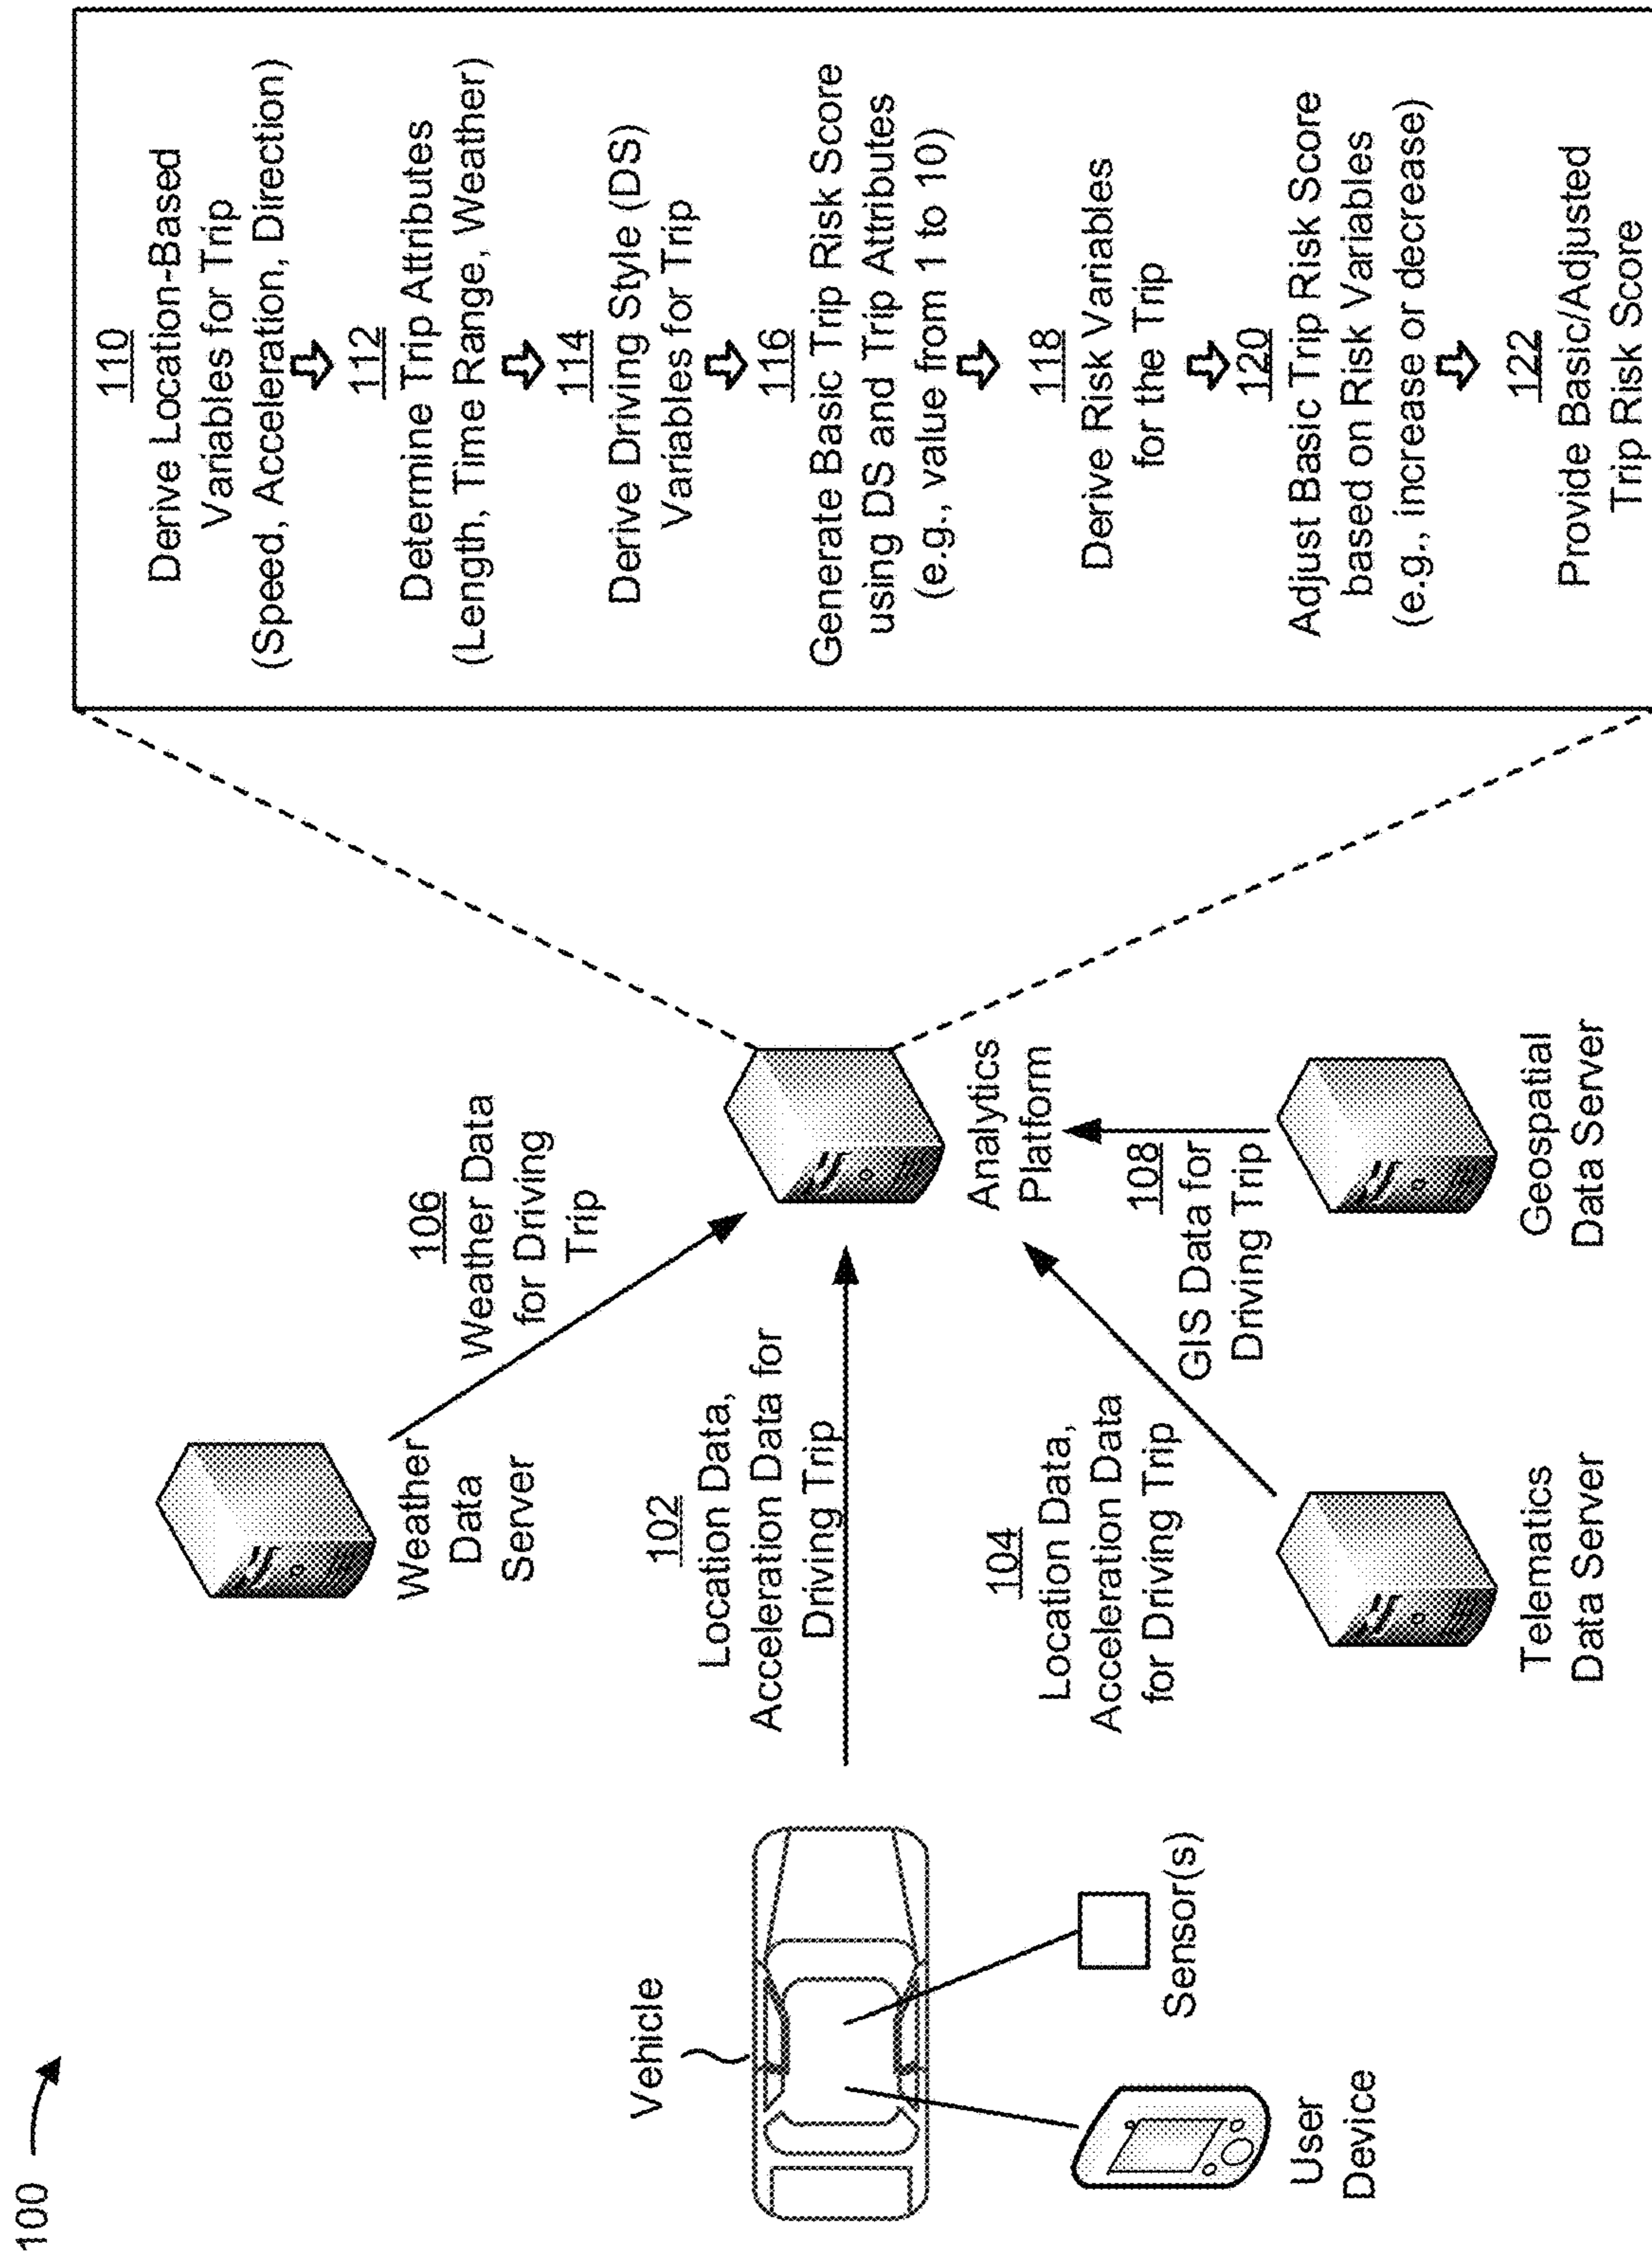 100
Vehicle
User
Device
Sensor(s)
Weather
Data
Server
102
Location Data,
Acceleration Data for
Driving Trip
104
Location Data,
Acceleration Data
for Driving Trip
Telematics
Data Server
106
Weather Data
for Driving
Trip
Analytics
Platform
108
GIS Data for
Driving Trip
Geospatial
Data Server
110
Derive Location-Based
Variables for Trip
(Speed, Acceleration, Direction)
112
Determine Trip Attributes
(Length, Time Range, Weather)
114
Derive Driving Style (DS)
Variables for Trip
116
Generate Basic Trip Risk Score
using DS and Trip Attributes
(e.g., value from 1 to 10)
118
Derive Risk Variables
for the Trip
120
Adjust Basic Trip Risk Score
based on Risk Variables
(e.g., increase or decrease)
122
Provide Basic/Adjusted
Trip Risk Score